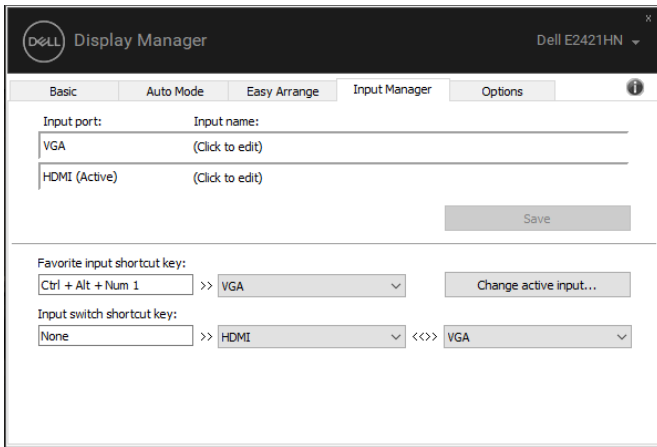 x
DELL Display Manager Dell E2421HN
Basic Auto Mode Easy Arrange Input Manager Options i
Input port: Input name:
VGA (Click to edit)
HDMI (Active) (Click to edit)
Save
Favorite input shortcut key:
Ctrl + Alt + Num 1 >> VGA Change active input...
Input switch shortcut key:
None >> HDMI <<>> VGA